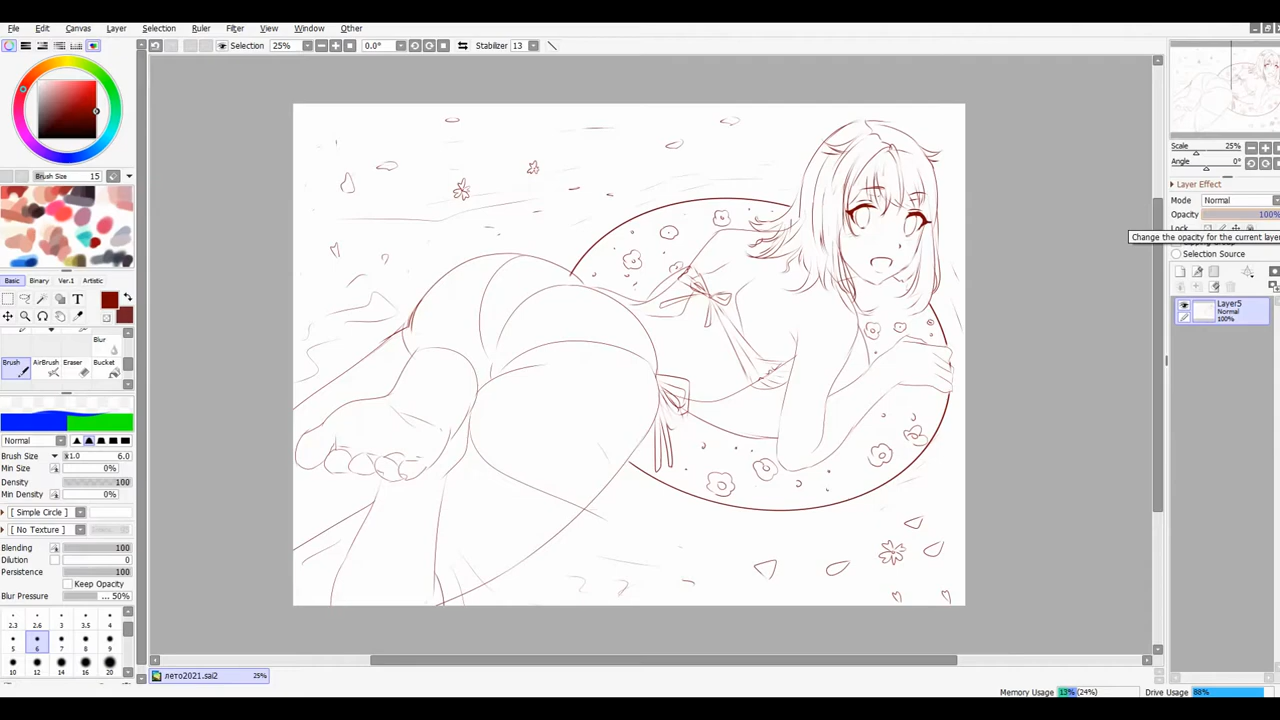 File Edit Canvas Layer Selection Ruler Filter View Window Other
Selection 25% 0.0° Stabilizer 13
Brush Size 15
Scale 25%
Angle 0°
Layer Effect
Mode Normal
Opacity 100%
Lock
Change the opacity for the current laye
Selection Source
Layer5
Normal
100%
Basic Binary Ver.1 Artistic
T
Blur
Brush AirBrush Eraser Bucket
Normal
Brush Size x1.0 6.0
Min Size 0%
Density 100
Min Density 0%
[ Simple Circle ]
[ No Texture ]
Blending 100
Dilution 0
Persistence 100
Keep Opacity
Blur Pressure ... 50%
2.3 2.6 3 3.5 4
5 6 7 8 9
10 12 14 16 20
лето2021.sai2 25%
Memory Usage 13% (24%) Drive Usage 88%